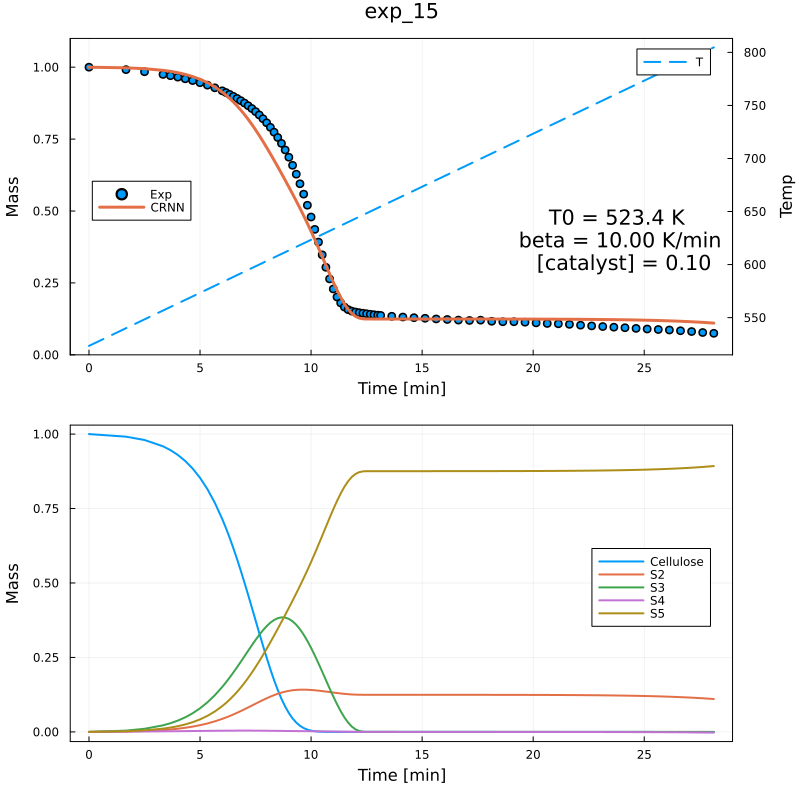 exp_15
T
Exp
CRNN
T0 = 523.4 K
beta = 10.00 K/min
[catalyst] = 0.10
1.00
0.75
0.50
0.25
0.00
Mass
800
750
700
650
600
550
Temp
0 5 10 15 20 25
Time [min]
Cellulose
S2
S3
S4
S5
1.00
0.75
0.50
0.25
0.00
Mass
0 5 10 15 20 25
Time [min]